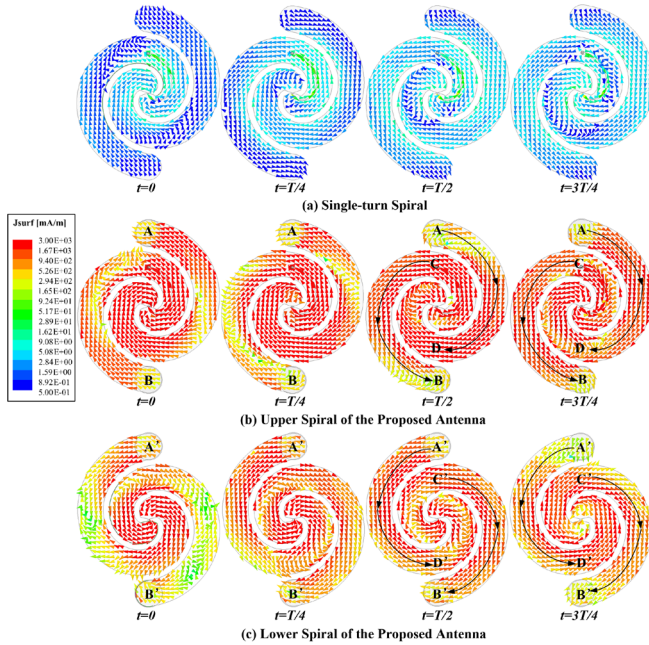 t=0 t=T/4 t=T/2 t=3T/4
(a) Single-turn Spiral
Jsurf [mA/m]
3.00E+03
1.67E+03
9.40E+02
5.26E+02
2.94E+02
1.65E+02
9.24E+01
5.17E+01
2.89E+01
1.62E+01
9.08E+00
5.08E+00
2.84E+00
1.59E+00
8.92E-01
5.00E-01
A A A A
C C
D D
B B B B
t=0 t=T/4 t=T/2 t=3T/4
(b) Upper Spiral of the Proposed Antenna
A' A' A' A'
C C
D' D'
B' B' B' B'
t=0 t=T/4 t=T/2 t=3T/4
(c) Lower Spiral of the Proposed Antenna